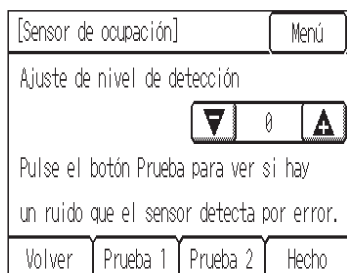 [Sensor de ocupación] Menú
Ajuste de nivel de detección
0
Pulse el botón Prueba para ver si hay
un ruido que el sensor detecta por error.
Volver Prueba 1 Prueba 2 Hecho